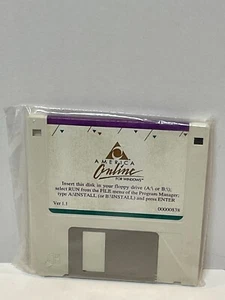 AMERICA
Online
FOR WINDOWS
Insert this disk in your floppy drive (A:\ or B:\),
select RUN from the FILE menu of the Program Manager;
type A:\INSTALL (or B:\INSTALL) and press ENTER
Ver 1.1